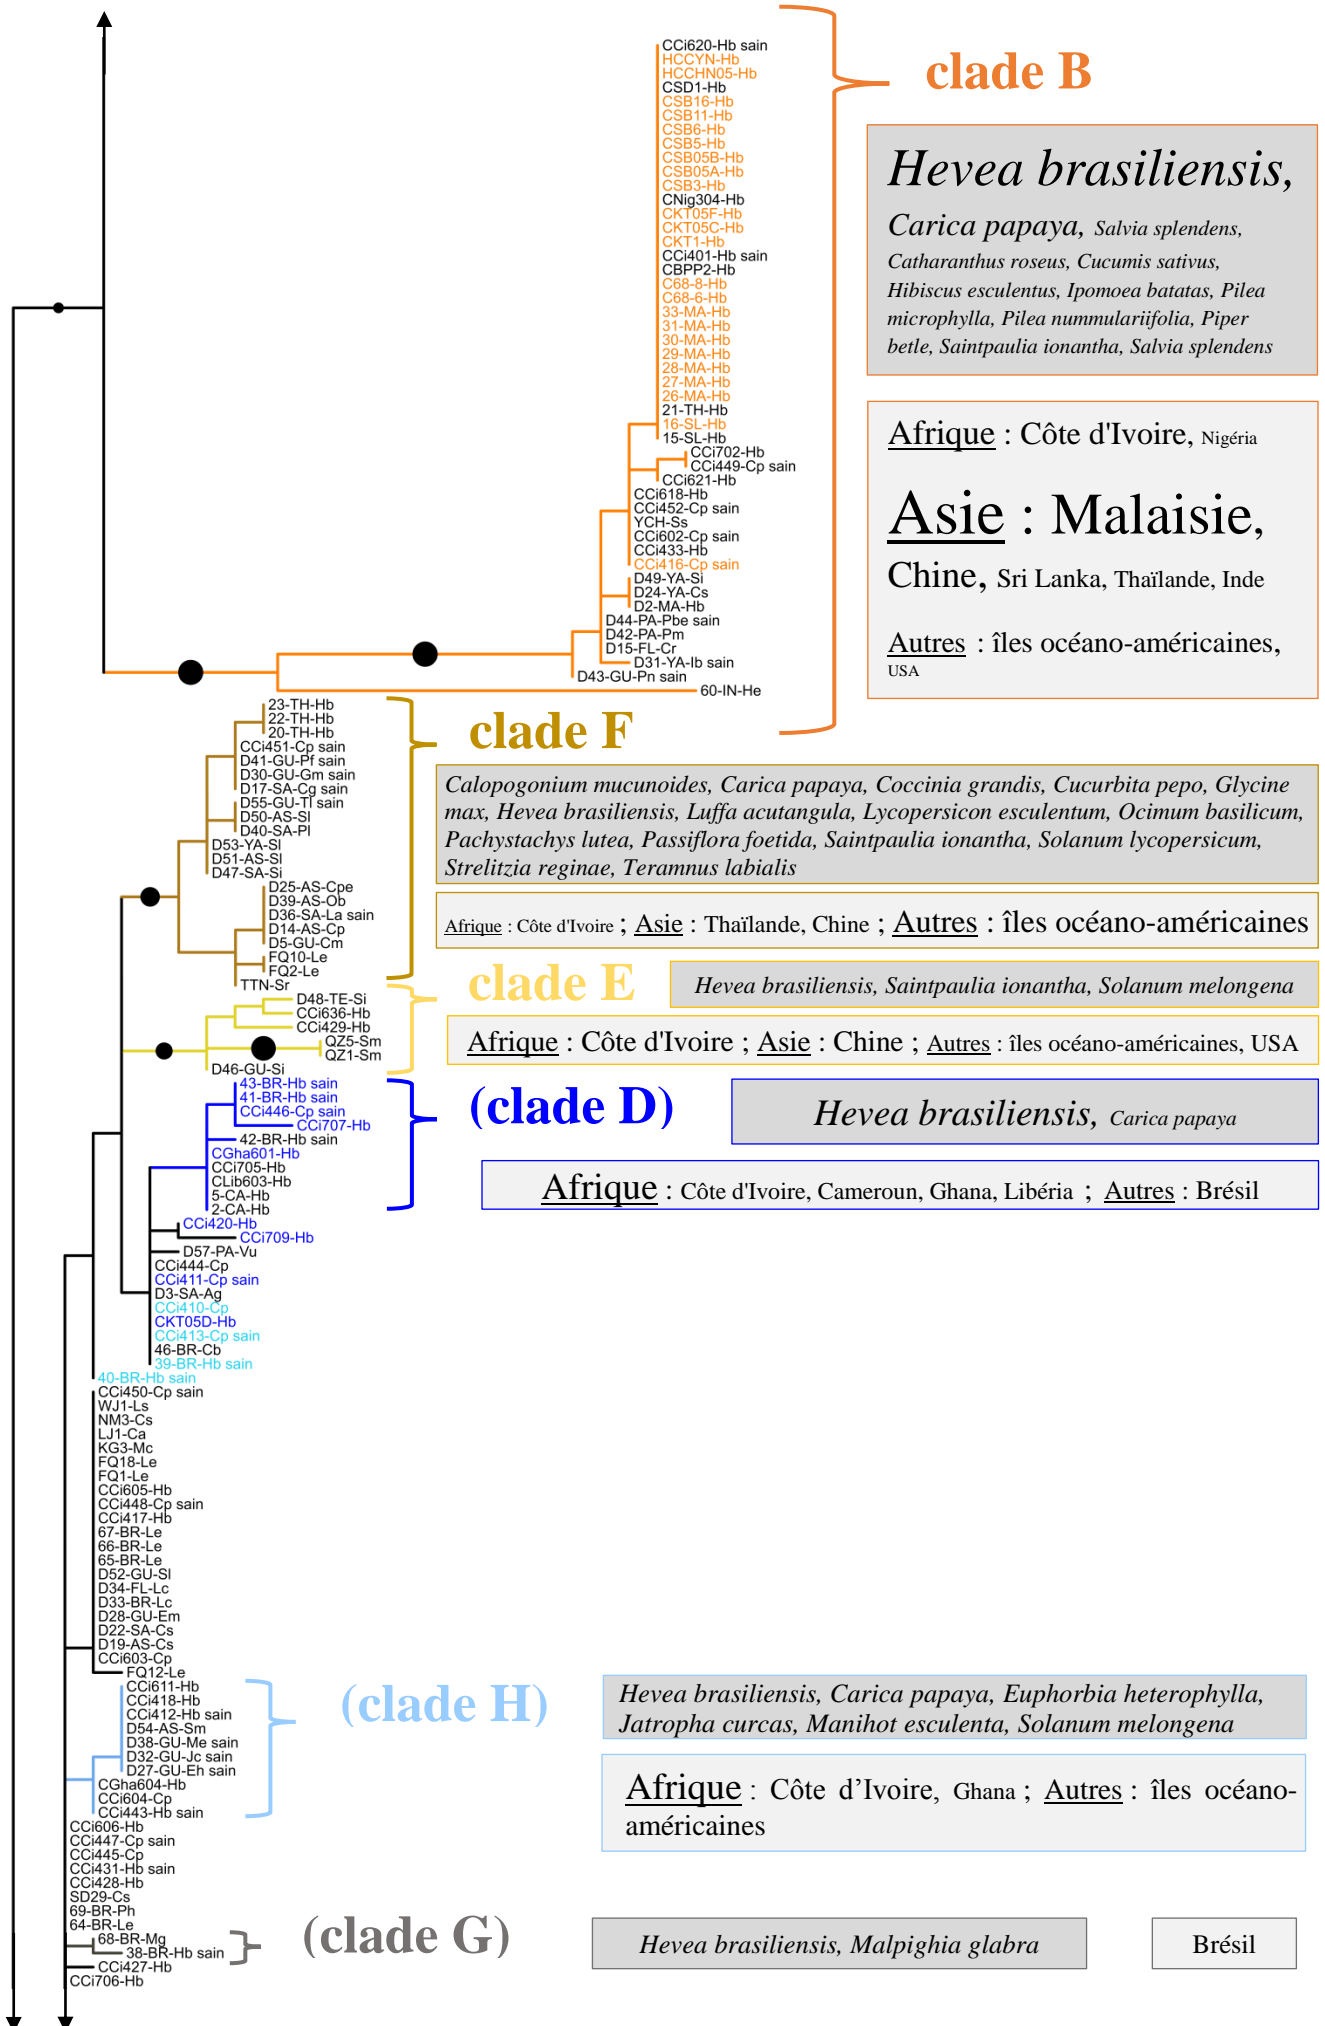 CCi620-Hb sain
HCCYN-Hb
HCCHN05-Hb
CSD1-Hb
CSB16-Hb
CSB11-Hb
CSB6-Hb
CSB5-Hb
CSB05B-Hb
CSB05A-Hb
CSB3-Hb
CNig304-Hb
CKT05F-Hb
CKT05C-Hb
CKT1-Hb
CCi401-Hb sain
CBPP2-Hb
C68-8-Hb
C68-6-Hb
33-MA-Hb
31-MA-Hb
30-MA-Hb
29-MA-Hb
28-MA-Hb
27-MA-Hb
26-MA-Hb
21-TH-Hb
16-SL-Hb
15-SL-Hb
CCi702-Hb
CCi449-Cp sain
CCi621-Hb
CCi618-Hb
CCi452-Cp sain
YCH-Ss
CCi602-Cp sain
CCi433-Hb
CCi416-Cp sain
D49-YA-Si
D24-YA-Cs
D2-MA-Hb
D44-PA-Pbe sain
D42-PA-Pm
D15-FL-Cr
D31-YA-Ib sain
D43-GU-Pn sain
60-IN-He
clade B
Hevea brasiliensis,
Carica papaya, Salvia splendens,
Catharanthus roseus, Cucumis sativus,
Hibiscus esculentus, Ipomoea batatas, Pilea
microphylla, Pilea nummulariifolia, Piper
betle, Saintpaulia ionantha, Salvia splendens
Afrique : Côte d'Ivoire, Nigéria
Asie : Malaisie,
Chine, Sri Lanka, Thaïlande, Inde
Autres : îles océano-américaines,
USA
23-TH-Hb
22-TH-Hb
20-TH-Hb
CCi451-Cp sain
D41-GU-Pf sain
D30-GU-Gm sain
D17-SA-Cg sain
D55-GU-Tl sain
D50-AS-Sl
D40-SA-Pl
D53-YA-Sl
D51-AS-Sl
D47-SA-Si
D25-AS-Cpe
D39-AS-Ob
D36-SA-La sain
D14-AS-Cp
D5-GU-Cm
FQ10-Le
FQ2-Le
TTN-Sr
clade F
Calopogonium mucunoides, Carica papaya, Coccinia grandis, Cucurbita pepo, Glycine
max, Hevea brasiliensis, Luffa acutangula, Lycopersicon esculentum, Ocimum basilicum,
Pachystachys lutea, Passiflora foetida, Saintpaulia ionantha, Solanum lycopersicum,
Strelitzia reginae, Teramnus labialis
Afrique : Côte d'Ivoire ; Asie : Thaïlande, Chine ; Autres : îles océano-américaines
D48-TE-Si
CCi636-Hb
CCi429-Hb
QZ5-Sm
QZ1-Sm
D46-GU-Si
clade E
Hevea brasiliensis, Saintpaulia ionantha, Solanum melongena
Afrique : Côte d'Ivoire ; Asie : Chine ; Autres : îles océano-américaines, USA
43-BR-Hb sain
41-BR-Hb sain
CCi446-Cp sain
CCi707-Hb
42-BR-Hb sain
CGha601-Hb
CCi705-Hb
CLib603-Hb
5-CA-Hb
2-CA-Hb
(clade D)
Hevea brasiliensis, Carica papaya
Afrique : Côte d'Ivoire, Cameroun, Ghana, Libéria ; Autres : Brésil
CCi420-Hb
CCi709-Hb
D57-PA-Vu
CCi444-Cp
CCi411-Cp sain
D3-SA-Ag
CCi410-Cp
CKT05D-Hb
CCi413-Cp sain
46-BR-Cb
39-BR-Hb sain
40-BR-Hb sain
CCi450-Cp sain
WJ1-Ls
NM3-Cs
LJ1-Ca
KG3-Mc
FQ18-Le
FQ1-Le
CCi605-Hb
CCi448-Cp sain
CCi417-Hb
67-BR-Le
66-BR-Le
65-BR-Le
D52-GU-Sl
D34-FL-Lc
D33-BR-Lc
D28-GU-Em
D22-SA-Cs
D19-AS-Cs
CCi603-Cp
FQ12-Le
CCi611-Hb
CCi418-Hb
CCi412-Hb sain
D54-AS-Sm
D38-GU-Me sain
D32-GU-Jc sain
D27-GU-Eh sain
CGha604-Hb
CCi604-Cp
CCi443-Hb sain
(clade H)
Hevea brasiliensis, Carica papaya, Euphorbia heterophylla,
Jatropha curcas, Manihot esculenta, Solanum melongena
Afrique : Côte d’Ivoire, Ghana ; Autres : îles océano-
américaines
CCi606-Hb
CCi447-Cp sain
CCi445-Cp
CCi431-Hb sain
CCi428-Hb
SD29-Cs
69-BR-Ph
64-BR-Le
68-BR-Mg
38-BR-Hb sain
CCi427-Hb
CCi706-Hb
(clade G)
Hevea brasiliensis, Malpighia glabra
Brésil